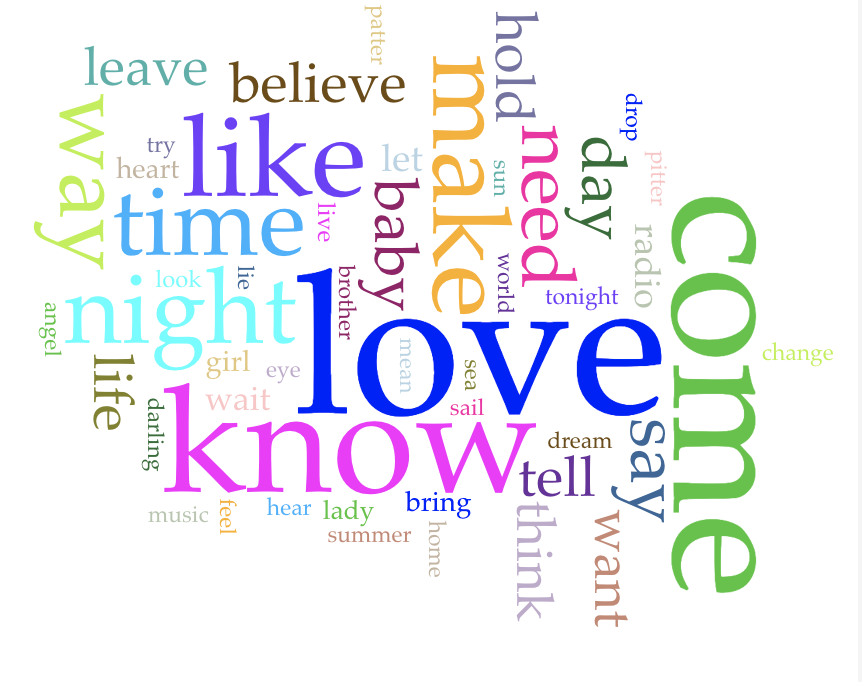 patter
hold
leave
believe
make
drop
way
like
try
heart
let
sun
need
day
pitter
time
live
baby
come
radio
look
lie
world
night
brother
tonight
love
angel
life
girl
eye
mean
sea
change
know
wait
darling
sail
say
dream
tell
bring
music
feel
hear
lady
summer
home
think
want